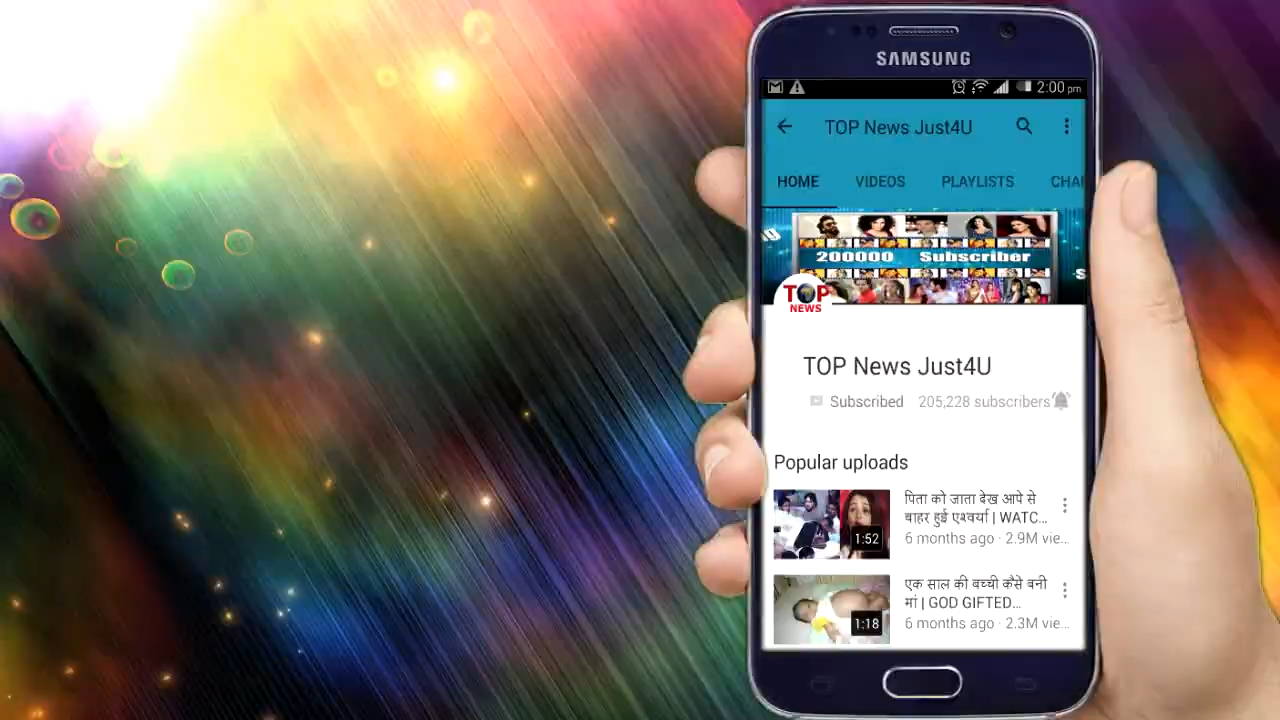 SAMSUNG
2:00 pm
TOP News Just4U
HOME VIDEOS PLAYLISTS CHA
200000 Subscriber
TOP
NEWS
TOP News Just4U
Subscribed 205,228 subscribers
Popular uploads
पिता को जाता देख आपे से
बाहर हुई एश्वर्या | WATC...
6 months ago · 2.9M vie...
1:52
एक साल की बच्ची कैसे बनी
मां | GOD GIFTED...
6 months ago · 2.3M vie...
1:18